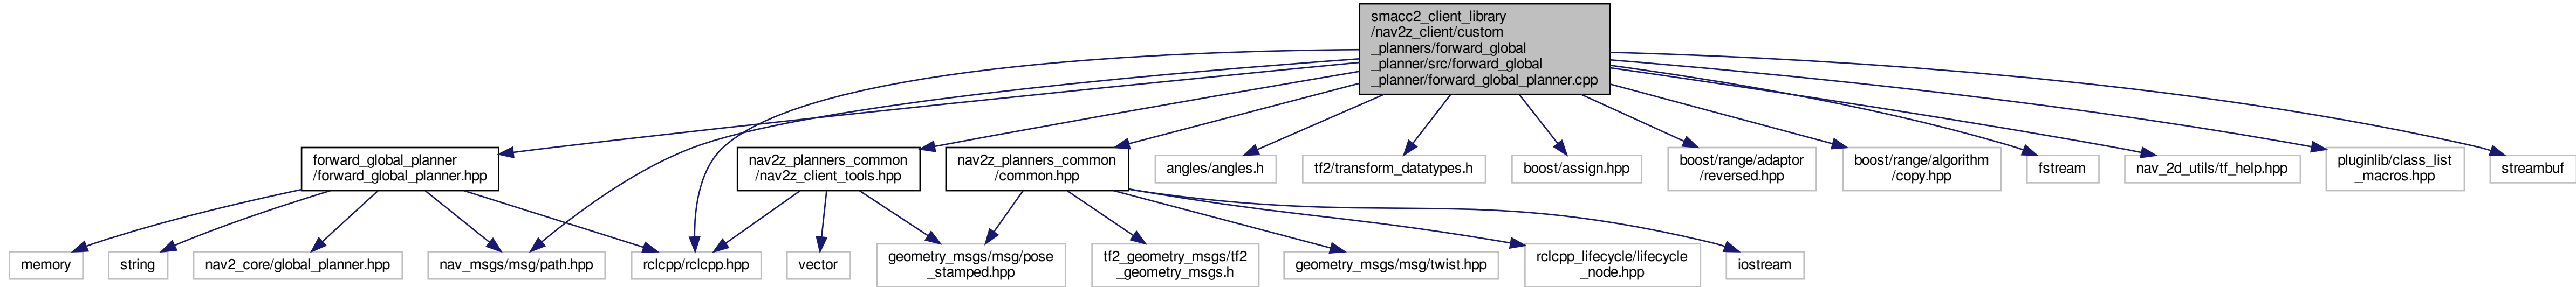 smacc2_client_library
/nav2z_client/custom
_planners/forward_global
_planner/src/forward_global
_planner/forward_global_planner.cpp
forward_global_planner
/forward_global_planner.hpp
nav2z_planners_common
/nav2z_client_tools.hpp
nav2z_planners_common
/common.hpp
angles/angles.h
tf2/transform_datatypes.h
boost/assign.hpp
boost/range/adaptor
/reversed.hpp
boost/range/algorithm
/copy.hpp
fstream
nav_2d_utils/tf_help.hpp
pluginlib/class_list
_macros.hpp
streambuf
memory
string
nav2_core/global_planner.hpp
nav_msgs/msg/path.hpp
rclcpp/rclcpp.hpp
vector
geometry_msgs/msg/pose
_stamped.hpp
tf2_geometry_msgs/tf2
_geometry_msgs.h
geometry_msgs/msg/twist.hpp
rclcpp_lifecycle/lifecycle
_node.hpp
iostream